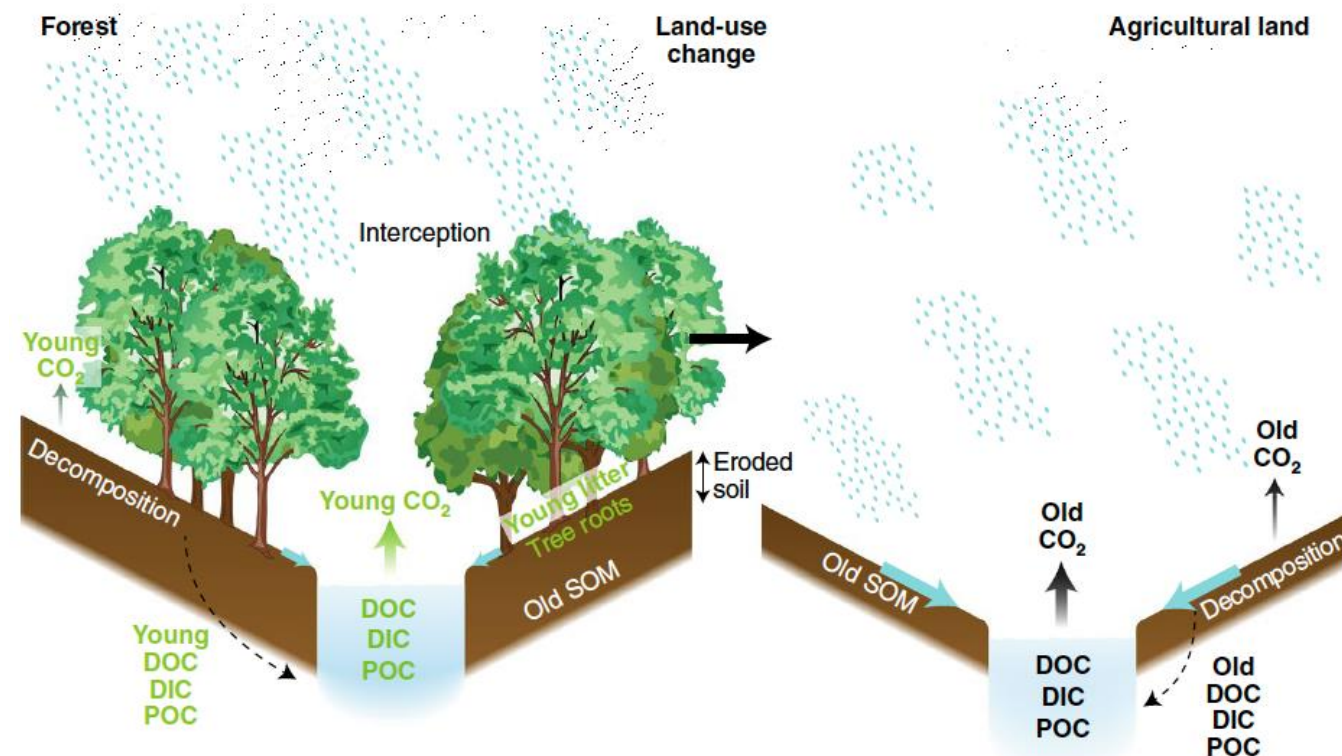 Forest
Land-use
change
Agricultural land
Interception
Young
CO₂
Decomposition
Young CO₂
Young litter
Tree roots
Eroded
soil
Old SOM
DOC
DIC
POC
Young
DOC
DIC
POC
Old
CO₂
Old
CO₂
Old SOM
Decomposition
DOC
DIC
POC
Old
DOC
DIC
POC